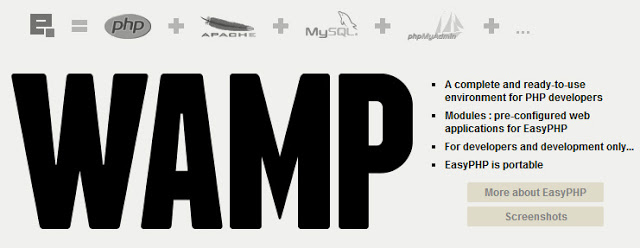 = php + APACHE + MySQL + phpMyAdmin + ...
WAMP
A complete and ready-to-use
environment for PHP developers
Modules : pre-configured web
applications for EasyPHP
For developers and development only...
EasyPHP is portable
More about EasyPHP
Screenshots